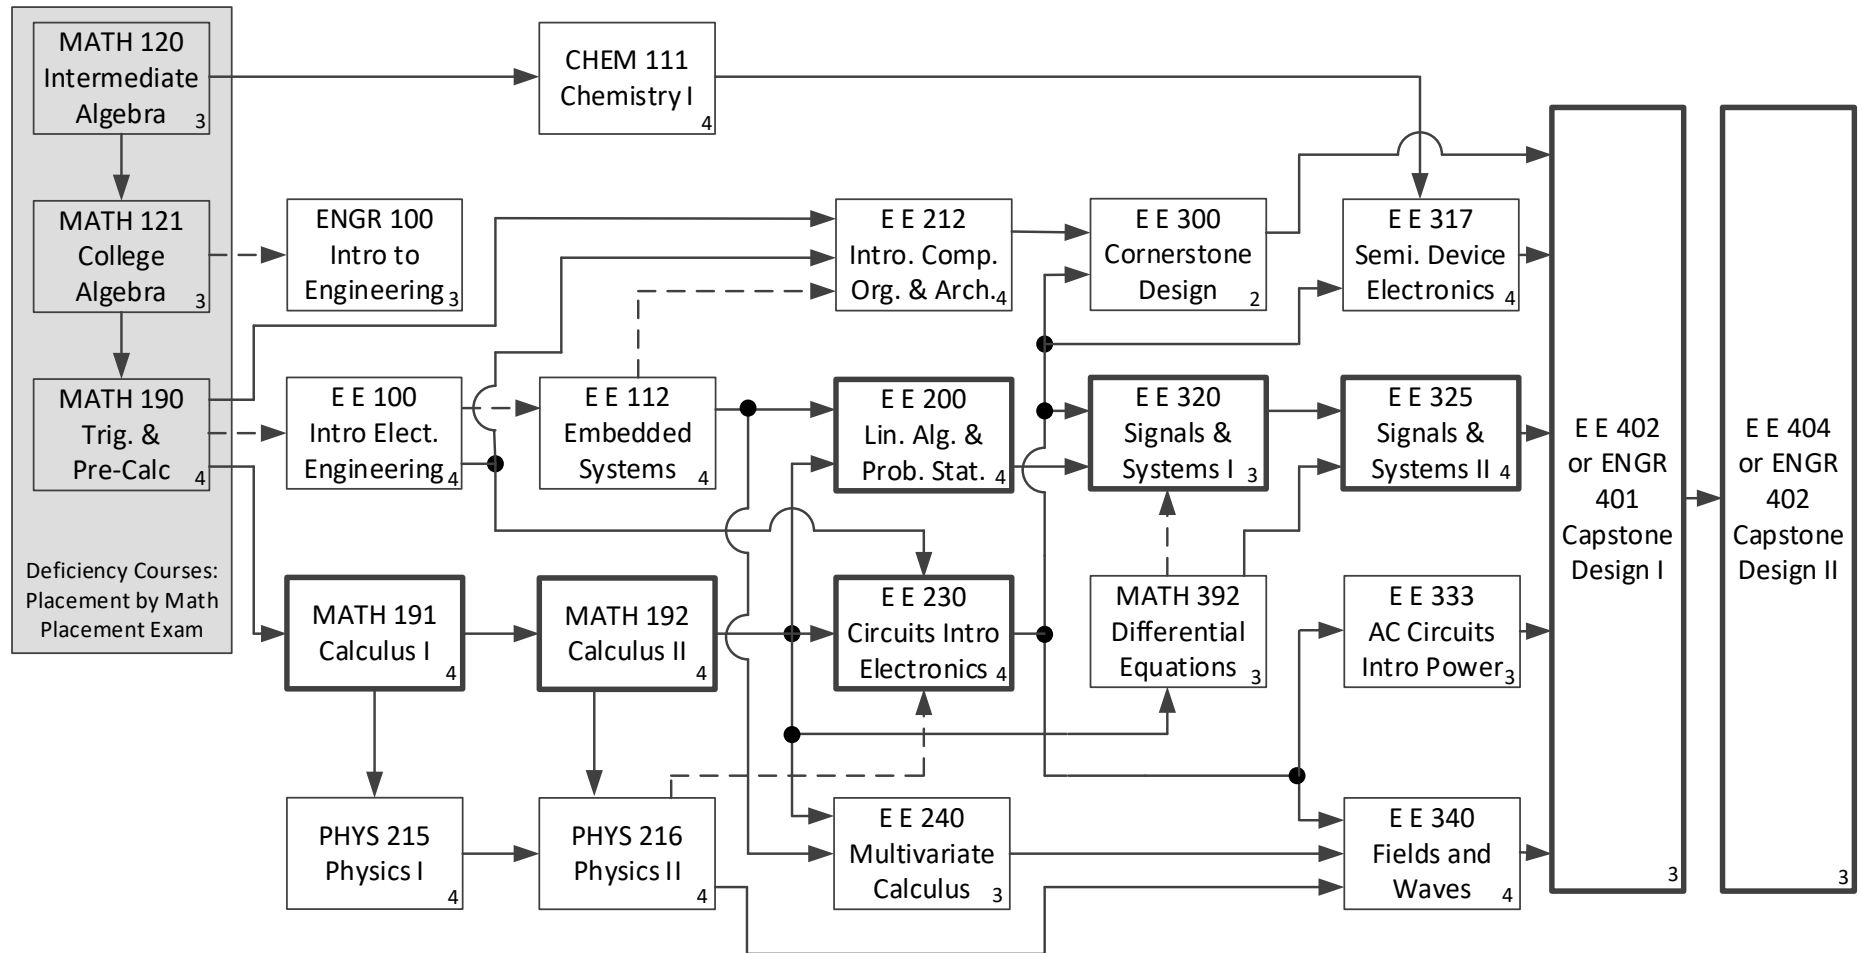 MATH 120
Intermediate
Algebra
3
CHEM 111
Chemistry I
4
MATH 121
College
Algebra
3
ENGR 100
Intro to
Engineering
3
E E 212
Intro. Comp.
Org. & Arch.
4
E E 300
Cornerstone
Design
2
E E 317
Semi. Device
Electronics
4
MATH 190
Trig. &
Pre-Calc
4
E E 100
Intro Elect.
Engineering
4
E E 112
Embedded
Systems
4
E E 200
Lin. Alg. &
Prob. Stat.
4
E E 320
Signals &
Systems I
3
E E 325
Signals &
Systems II
4
E E 402
or ENGR
401
Capstone
Design I
3
E E 404
or ENGR
402
Capstone
Design II
3
Deficiency Courses:
Placement by Math
Placement Exam
MATH 191
Calculus I
4
MATH 192
Calculus II
4
E E 230
Circuits Intro
Electronics
4
MATH 392
Differential
Equations
3
E E 333
AC Circuits
Intro Power
3
PHYS 215
Physics I
4
PHYS 216
Physics II
4
E E 240
Multivariate
Calculus
3
E E 340
Fields and
Waves
4